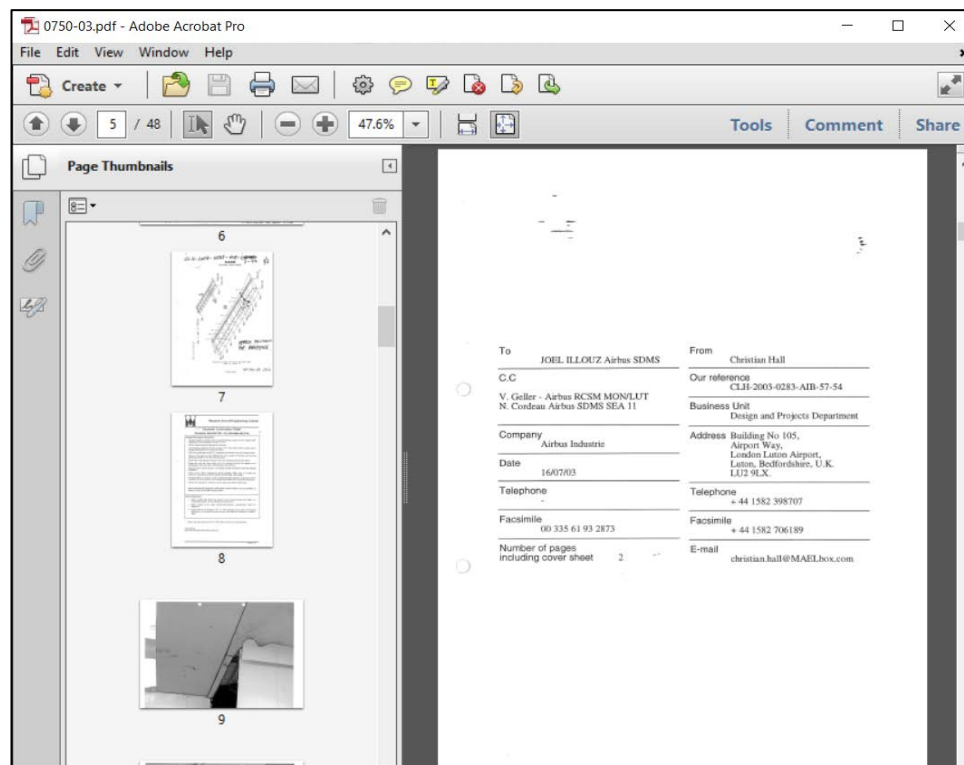 0750-03.pdf - Adobe Acrobat Pro
File Edit View Window Help
Create
5 / 48
47.6%
Tools Comment Share
Page Thumbnails
6
7
8
9
To
JOEL ILLOUZ Airbus SDMS
C.C
V. Geller - Airbus RCSM MON/LUT
N. Cordeau Airbus SDMS SEA 11
Company
Airbus Industrie
Date
16/07/03
Telephone
-
Facsimile
00 335 61 93 2873
Number of pages
including cover sheet 2
From
Christian Hall
Our reference
CLH-2003-0283-AIB-57-54
Business Unit
Design and Projects Department
Address Building No 105,
Airport Way,
London Luton Airport,
Luton, Bedfordshire, U.K.
LU2 9LX.
Telephone
+ 44 1582 398707
Facsimile
+ 44 1582 706189
E-mail
christian.hall@MAELbox.com